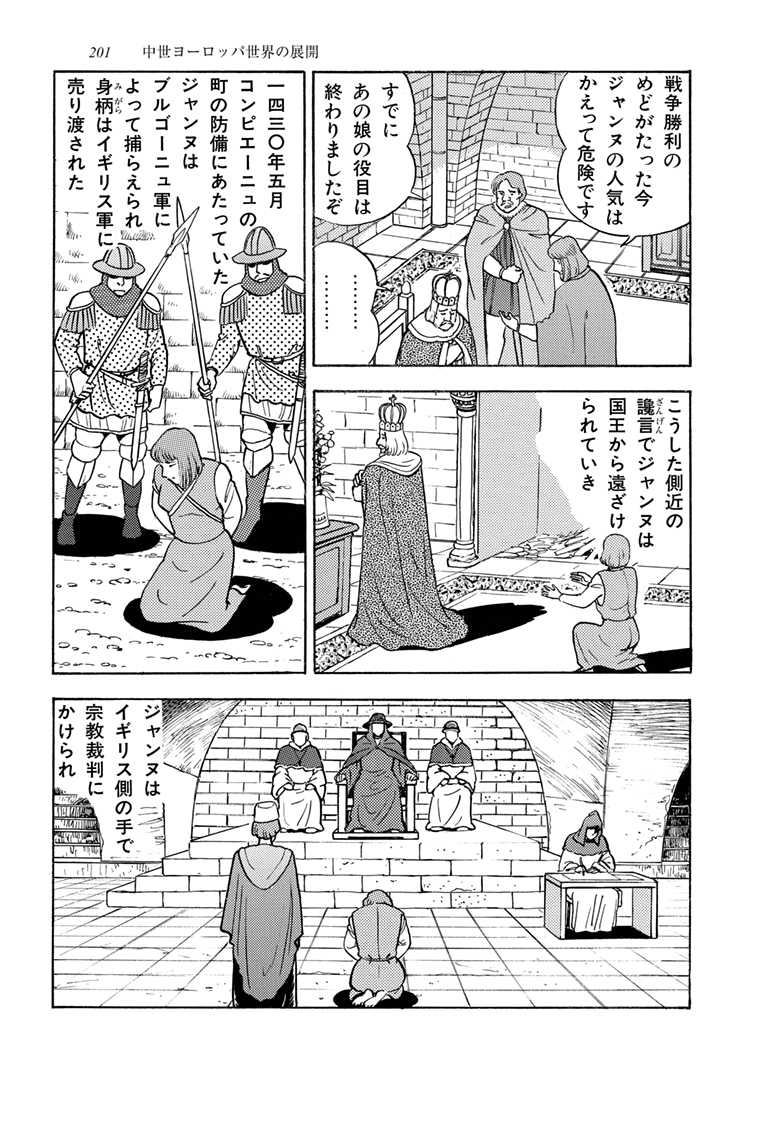 201 中世ヨーロッパ世界の展開
戦争勝利の
めどがたった今
ジャンヌの人気は
かえって危険です
すでに
あの娘の役目は
終わりましたぞ
………
………
こうした側近の
讒言でジャンヌは
ざんげん
国王から遠ざけ
られていき
一四三〇年五月
コンピエーニュの
町の防備にあたっていた
ジャンヌは
ブルゴーニュ軍に
よって捕らえられ
身柄はイギリス軍に
みがら
売り渡された
ジャンヌは
イギリス側の手で
宗教裁判に
かけられ